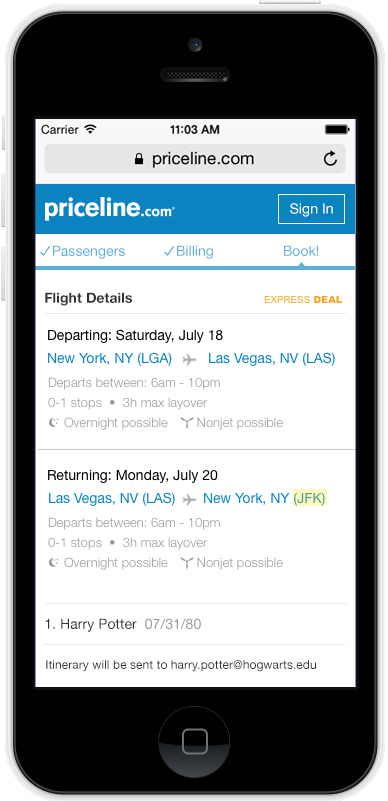 Carrier 11:03 AM
priceline.com
priceline.com® Sign In
✓Passengers ✓Billing Book!
Flight Details EXPRESS DEAL
Departing: Saturday, July 18
New York, NY (LGA) Las Vegas, NV (LAS)
Departs between: 6am - 10pm
0-1 stops • 3h max layover
Overnight possible Nonjet possible
Returning: Monday, July 20
Las Vegas, NV (LAS) New York, NY (JFK)
Departs between: 6am - 10pm
0-1 stops • 3h max layover
Overnight possible Nonjet possible
1. Harry Potter 07/31/80
Itinerary will be sent to harry.potter@hogwarts.edu